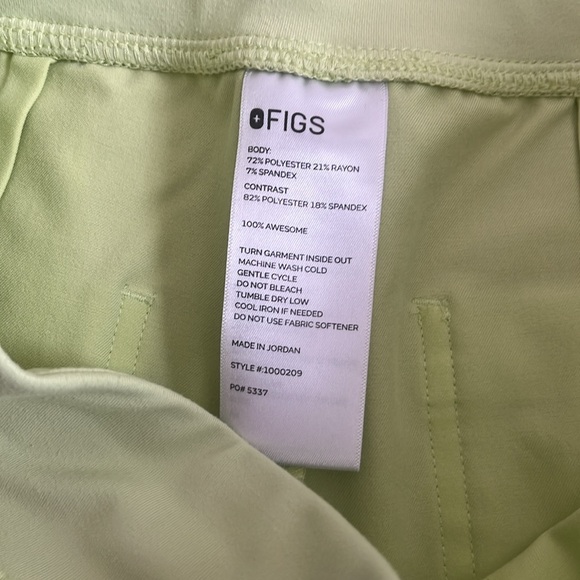 FIGS
BODY:
72% POLYESTER 21% RAYON
7% SPANDEX
CONTRAST
82% POLYESTER 18% SPANDEX
100% AWESOME
TURN GARMENT INSIDE OUT
MACHINE WASH COLD
GENTLE CYCLE
DO NOT BLEACH
TUMBLE DRY LOW
COOL IRON IF NEEDED
DO NOT USE FABRIC SOFTENER
MADE IN JORDAN
STYLE #:1000209
PO# 5337